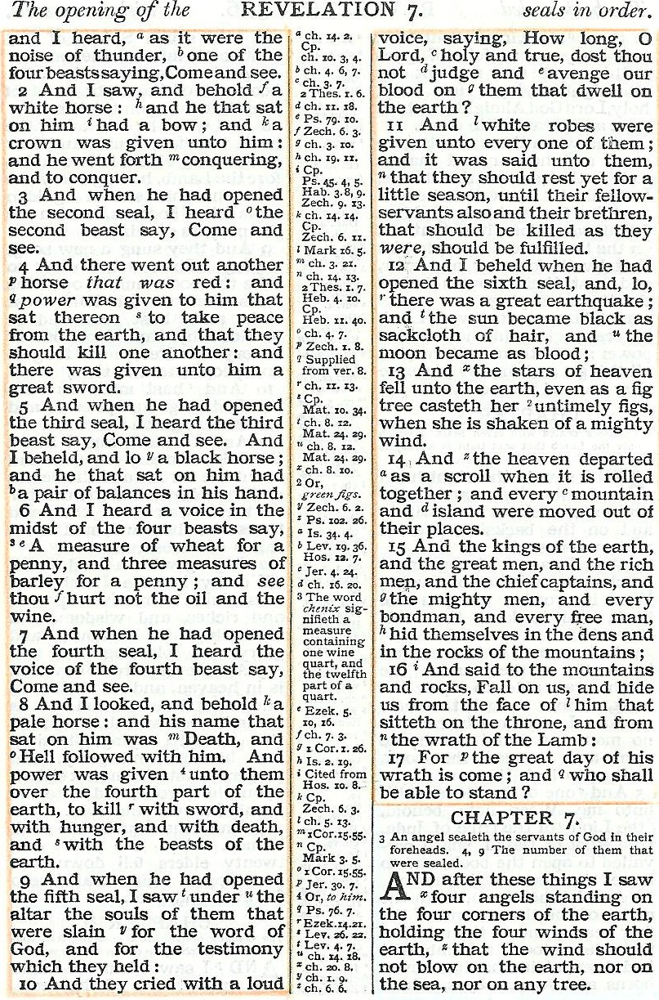 The opening of the REVELATION 7. seals in order.
and I heard, a as it were the
noise of thunder, b one of the
four beasts saying, Come and see.
2 And I saw, and behold f a
white horse : h and he that sat
on him i had a bow ; and k a
crown was given unto him :
and he went forth m conquering,
and to conquer.
3 And when he had opened
the second seal, I heard o the
second beast say, Come and
see.
4 And there went out another
p horse that was red : and
q power was given to him that
sat thereon s to take peace
from the earth, and that they
should kill one another : and
there was given unto him a
great sword.
5 And when he had opened
the third seal, I heard the third
beast say, Come and see. And
I beheld, and lo y a black horse ;
and he that sat on him had
b a pair of balances in his hand.
6 And I heard a voice in the
midst of the four beasts say,
3 e A measure of wheat for a
penny, and three measures of
barley for a penny ; and see
thou f hurt not the oil and the
wine.
7 And when he had opened
the fourth seal, I heard the
voice of the fourth beast say,
Come and see.
8 And I looked, and behold k a
pale horse : and his name that
sat on him was m Death, and
o Hell followed with him. And
power was given 4 unto them
over the fourth part of the
earth, to kill r with sword, and
with hunger, and with death,
and s with the beasts of the
earth.
9 And when he had opened
the fifth seal, I saw t under u the
altar the souls of them that
were slain y for the word of
God, and for the testimony
which they held :
10 And they cried with a loud
a ch. 14. 2.
Cp.
ch. 10. 3, 4.
b ch. 4. 6, 7.
c ch. 3. 7.
2 Thes. 1. 6.
d ch. 11. 18.
e Ps. 79. 10.
f Zech. 6. 3.
g ch. 3. 10.
h ch. 19. 11.
i Cp.
Ps. 45. 4, 5.
Hab. 3. 8, 9.
Zech. 9. 13.
k ch. 14. 14.
Cp.
Zech. 6. 11.
l Mark 16. 5.
m ch. 3. 21.
n ch. 14. 13.
2 Thes. 1. 7.
Heb. 4. 10.
Cp.
Heb. 11. 40.
o ch. 4. 7.
p Zech. 1. 8.
q Supplied
from ver. 8.
r ch. 11. 13.
s Cp.
Mat. 10. 34.
t ch. 8. 12.
Mat. 24. 29.
u ch. 8. 12.
Mat. 24. 29.
x ch. 8. 10.
2 Or,
green figs.
y Zech. 6. 2.
z Ps. 102. 26.
a Is. 34. 4.
b Lev. 19. 36.
Hos. 12. 7.
c Jer. 4. 24.
d ch. 16. 20.
3 The word
chenix sig-
nifieth a
measure
containing
one wine
quart, and
the twelfth
part of a
quart.
e Ezek. 5.
10, 16.
f ch. 7. 3.
g 1 Cor. 1. 26.
h Is. 2. 19.
i Cited from
Hos. 10. 8.
k Cp.
Zech. 6. 3.
l ch. 5. 13.
m 1 Cor. 15. 55.
n Cp.
Mark 3. 5.
o 1 Cor. 15. 55.
p Jer. 30. 7.
4 Or, to him.
q Ps. 76. 7.
r Ezek. 14. 21.
s Lev. 26. 22.
t Lev. 4. 7.
u ch. 14. 18.
x ch. 20. 8.
y ch. 1. 9.
z ch. 6. 6.
voice, saying, How long, O
Lord, c holy and true, dost thou
not d judge and e avenge our
blood on g them that dwell on
the earth ?
11 And l white robes were
given unto every one of them ;
and it was said unto them,
n that they should rest yet for a
little season, until their fellow-
servants also and their brethren,
that should be killed as they
were, should be fulfilled.
12 And I beheld when he had
opened the sixth seal, and, lo,
r there was a great earthquake ;
and t the sun became black as
sackcloth of hair, and u the
moon became as blood ;
13 And x the stars of heaven
fell unto the earth, even as a fig
tree casteth her 2 untimely figs,
when she is shaken of a mighty
wind.
14 And z the heaven departed
a as a scroll when it is rolled
together ; and every c mountain
and d island were moved out of
their places.
15 And the kings of the earth,
and the great men, and the rich
men, and the chief captains, and
g the mighty men, and every
bondman, and every free man,
h hid themselves in the dens and
in the rocks of the mountains ;
16 i And said to the mountains
and rocks, Fall on us, and hide
us from the face of l him that
sitteth on the throne, and from
n the wrath of the Lamb :
17 For p the great day of his
wrath is come ; and q who shall
be able to stand ?
CHAPTER 7.
3 An angel sealeth the servants of God in their
foreheads. 4, 9 The number of them that
were sealed.
AND after these things I saw
x four angels standing on
the four corners of the earth,
holding the four winds of the
earth, z that the wind should
not blow on the earth, nor on
the sea, nor on any tree.